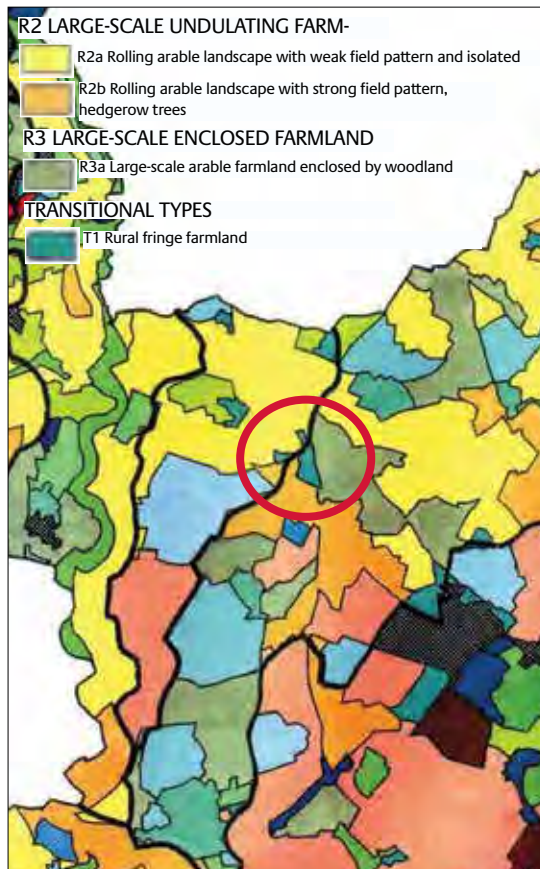 R2 LARGE-SCALE UNDULATING FARM-
R2a Rolling arable landscape with weak field pattern and isolated
R2b Rolling arable landscape with strong field pattern,
hedgerow trees
R3 LARGE-SCALE ENCLOSED FARMLAND
R3a Large-scale arable farmland enclosed by woodland
TRANSITIONAL TYPES
T1 Rural fringe farmland